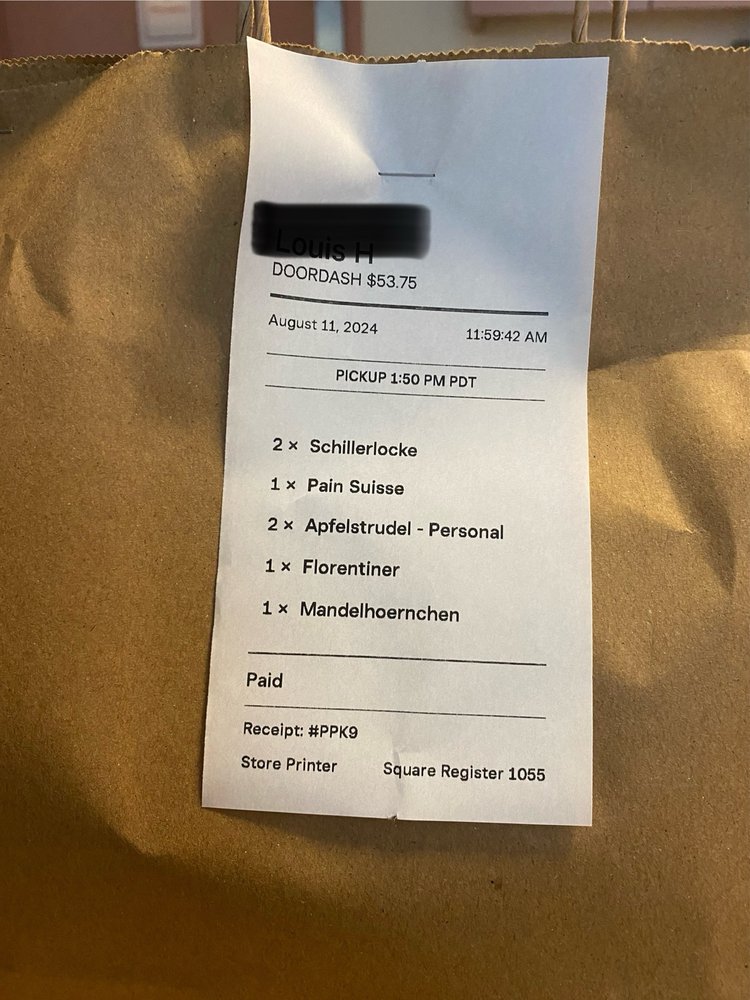 Louis H
DOORDASH $53.75
August 11, 2024 11:59:42 AM
PICKUP 1:50 PM PDT
2 × Schillerlocke
1 × Pain Suisse
2 × Apfelstrudel - Personal
1 × Florentiner
1 × Mandelhoernchen
Paid
Receipt: #PPK9
Store Printer Square Register 1055